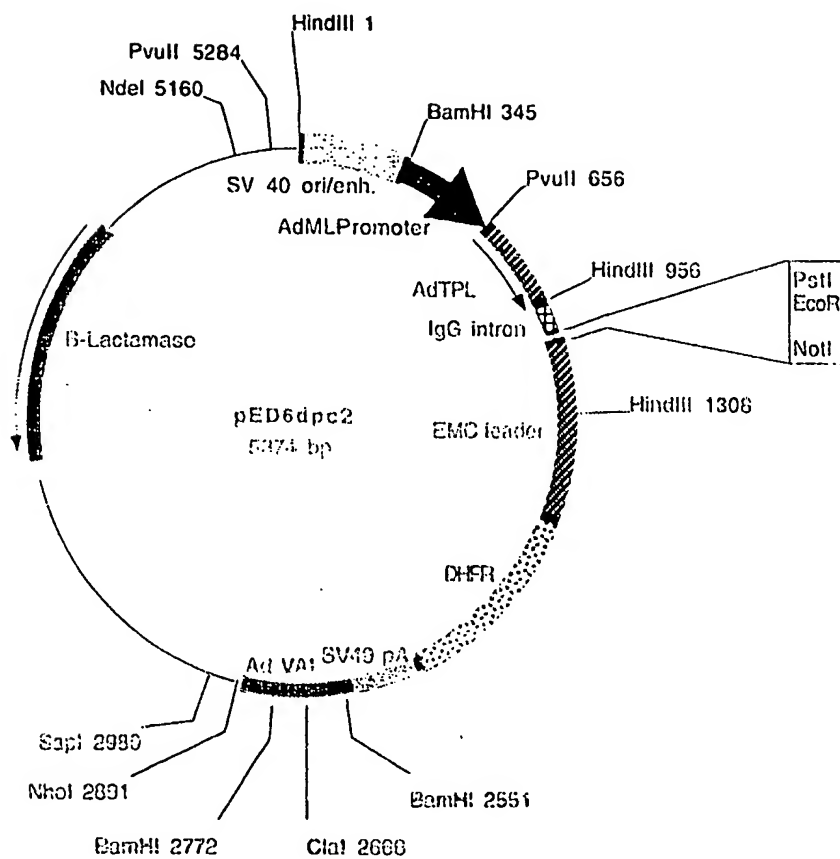 HindIII 1
PvuII 5284
NdeI 5160
BamHI 345
SV 40 ori/enh.
PvuII 656
AdMLPromoter
HindIII 956
AdTPL
IgG intron
PstI
EcoR
NotI
B-Lactamase
pED6dpc2
5374 bp
HindIII 1306
EMC leader
DHFR
Ad VAI
SV40 pA
SapI 2980
NheI 2891
BamHI 2551
BamHI 2772
ClaI 2666